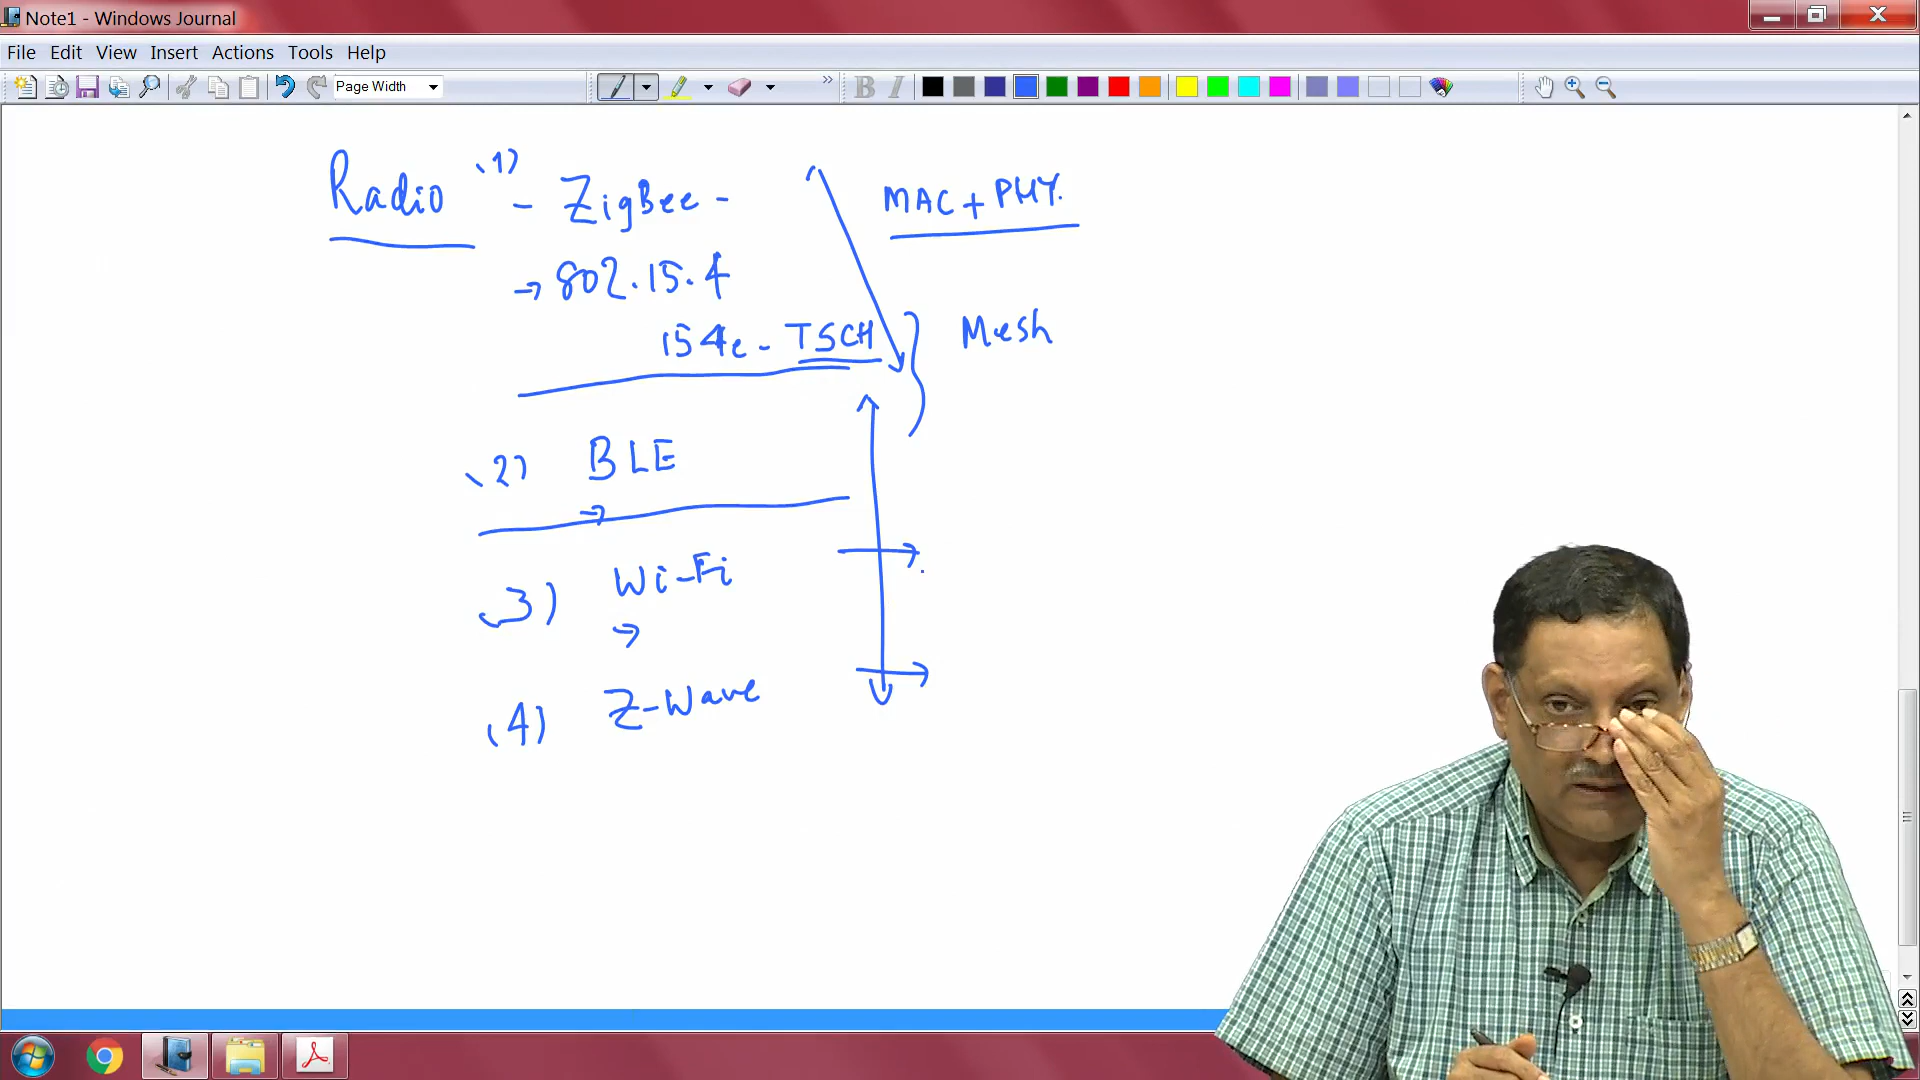 Note1 - Windows Journal
File Edit View Insert Actions Tools Help
Page Width
B I
Radio (1) - ZigBee - MAC + PHY.
→ 802.15.4
154e - TSCH Mesh
(2) BLE
→
(3) Wi-Fi
→
(4) Z-Wave